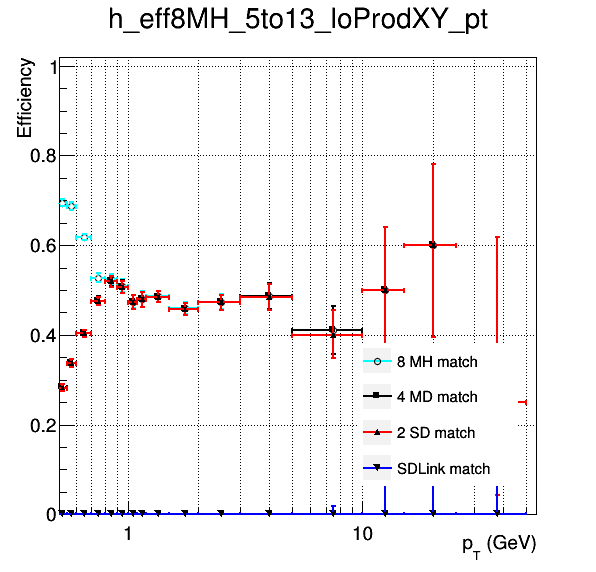 h_eff8MH_5to13_loProdXY_pt
Efficiency
1
0.8
0.6
0.4
0.2
0
8 MH match
4 MD match
2 SD match
SDLink match
1
10
p_T (GeV)